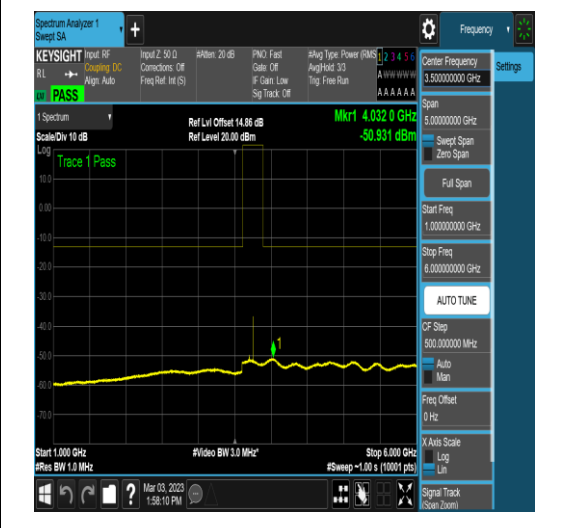 Spectrum Analyzer 1
Swept SA
+
Frequency
KEYSIGHT
RL
PASS
Input: RF
Coupling: DC
Align: Auto
Input Z: 50 Ω
Corrections: Off
Freq Ref: Int (S)
#Atten: 20 dB
PNO: Fast
Gate: Off
IF Gain: Low
Sig Track: Off
#Avg Type: Power (RMS
Avg|Hold: 3/3
Trig: Free Run
1 2 3 4 5 6
A W W W W W
A A A A A A
1 Spectrum
Scale/Div 10 dB
Ref Lvl Offset 14.86 dB
Ref Level 20.00 dBm
Mkr1 4.032 0 GHz
-50.931 dBm
Log
Trace 1 Pass
10.0
0.00
-10.0
-20.0
-30.0
-40.0
-50.0
-60.0
-70.0
1
Start 1.000 GHz
#Res BW 1.0 MHz
#Video BW 3.0 MHz*
Stop 6.000 GHz
#Sweep ~1.00 s (10001 pts)
Center Frequency
3.500000000 GHz
Settings
Span
5.00000000 GHz
Swept Span
Zero Span
Full Span
Start Freq
1.000000000 GHz
Stop Freq
6.000000000 GHz
AUTO TUNE
CF Step
500.000000 MHz
Auto
Man
Freq Offset
0 Hz
X Axis Scale
Log
Lin
Signal Track
(Span Zoom)
?
Mar 03, 2023
1:58:10 PM